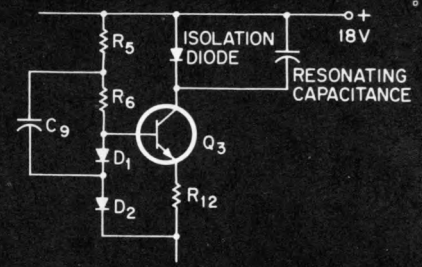 +
18V
R5
ISOLATION
DIODE
RESONATING
CAPACITANCE
R6
C9
Q3
D1
R12
D2